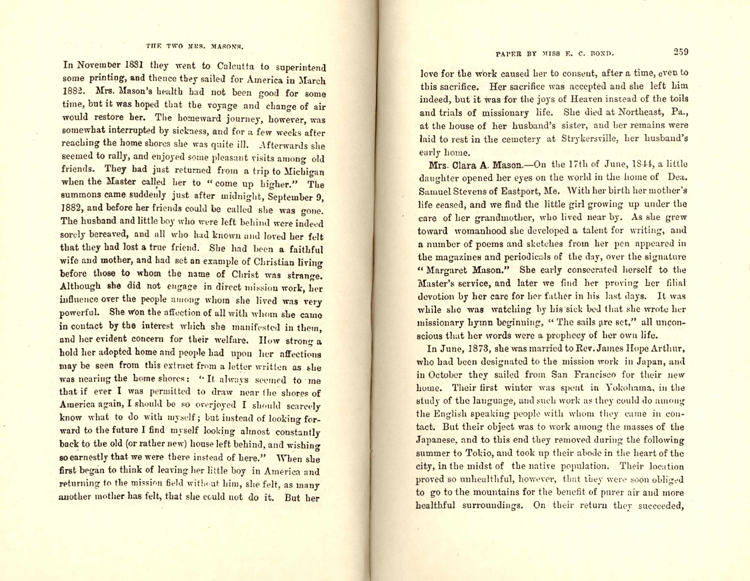 THE TWO MRS. MASONS.
In November 1881 they went to Calcutta to superintend
some printing, and thence they sailed for America in March
1882. Mrs. Mason's health had not been good for some
time, but it was hoped that the voyage and change of air
would restore her. The homeward journey, however, was
somewhat interrupted by sickness, and for a few weeks after
reaching the home shores she was quite ill. Afterwards she
seemed to rally, and enjoyed some pleasant visits among old
friends. They had just returned from a trip to Michigan
when the Master called her to "come up higher." The
summons came suddenly just after midnight, September 9,
1882, and before her friends could be called she was gone.
The husband and little boy who were left behind were indeed
sorely bereaved, and all who had known and loved her felt
that they had lost a true friend. She had been a faithful
wife and mother, and had set an example of Christian living
before those to whom the name of Christ was strange.
Although she did not engage in direct mission work, her
influence over the people among whom she lived was very
powerful. She won the affection of all with whom she came
in contact by the interest which she manifested in them,
and her evident concern for their welfare. How strong a
hold her adopted home and people had upon her affections
may be seen from this extract from a letter written as she
was nearing the home shores: "It always seemed to me
that if ever I was permitted to draw near the shores of
America again, I should be so overjoyed I should scarcely
know what to do with myself; but instead of looking for-
ward to the future I find myself looking almost constantly
back to the old (or rather new) house left behind, and wishing
so earnestly that we were there instead of here." When she
first began to think of leaving her little boy in America and
returning to the mission field without him, she felt, as many
another mother has felt, that she could not do it. But her
PAPER BY MISS E. C. BOND. 259
love for the work caused her to consent, after a time, even to
this sacrifice. Her sacrifice was accepted and she left him
indeed, but it was for the joys of Heaven instead of the toils
and trials of missionary life. She died at Northeast, Pa.,
at the house of her husband's sister, and her remains were
laid to rest in the cemetery at Strykersville, her husband's
early home.
Mrs. Clara A. Mason.—On the 17th of June, 1844, a little
daughter opened her eyes on the world in the home of Dea.
Samuel Stevens of Eastport, Me. With her birth her mother's
life ceased, and we find the little girl growing up under the
care of her grandmother, who lived near by. As she grew
toward womanhood she developed a talent for writing, and
a number of poems and sketches from her pen appeared in
the magazines and periodicals of the day, over the signature
"Margaret Mason." She early consecrated herself to the
Master's service, and later we find her proving her filial
devotion by her care for her father in his last days. It was
while she was watching by his sick bed that she wrote her
missionary hymn beginning, "The sails are set," all uncon-
scious that her words were a prophecy of her own life.
In June, 1873, she was married to Rev. James Hope Arthur,
who had been designated to the mission work in Japan, and
in October they sailed from San Francisco for their new
home. Their first winter was spent in Yokohama, in the
study of the language, and such work as they could do among
the English speaking people with whom they came in con-
tact. But their object was to work among the masses of the
Japanese, and to this end they removed during the following
summer to Tokio, and took up their abode in the heart of the
city, in the midst of the native population. Their location
proved so unhealthful, however, that they were soon obliged
to go to the mountains for the benefit of purer air and more
healthful surroundings. On their return they succeeded,